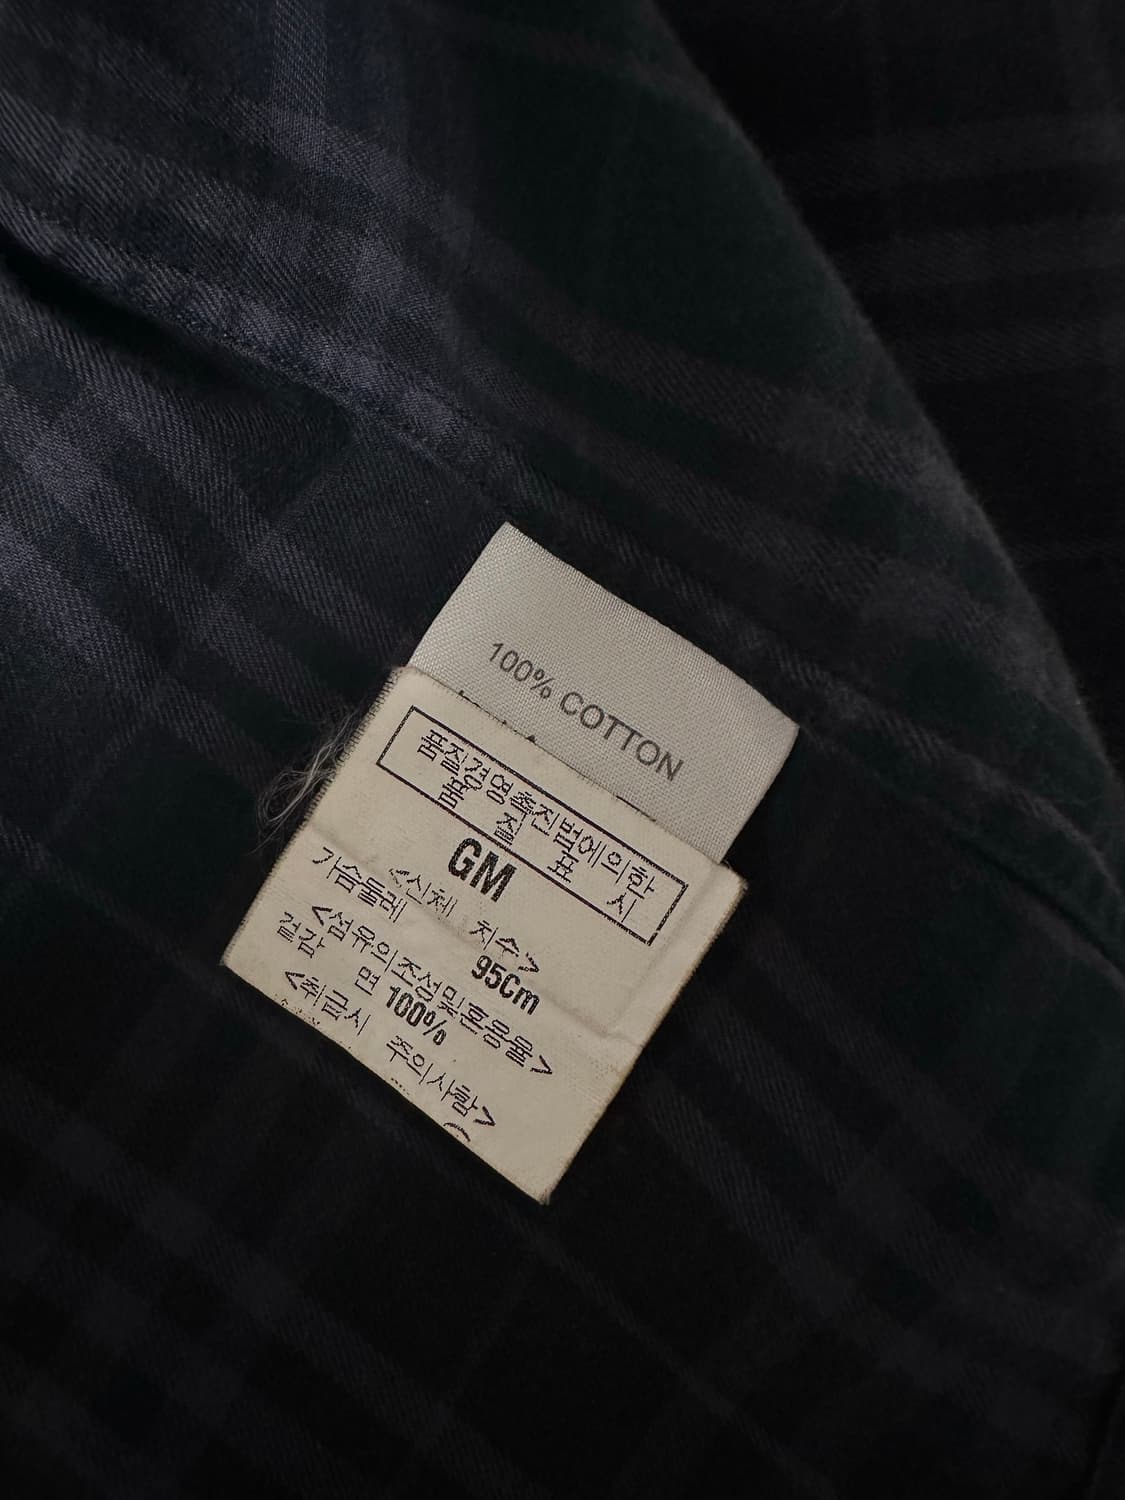 100% COTTON
품질경영촉진법에의한
품 질 표 시
GM
<신체 치수>
가슴둘레 95Cm
<섬유의조성및혼용율>
겉감 면 100%
<취급시 주의사항>